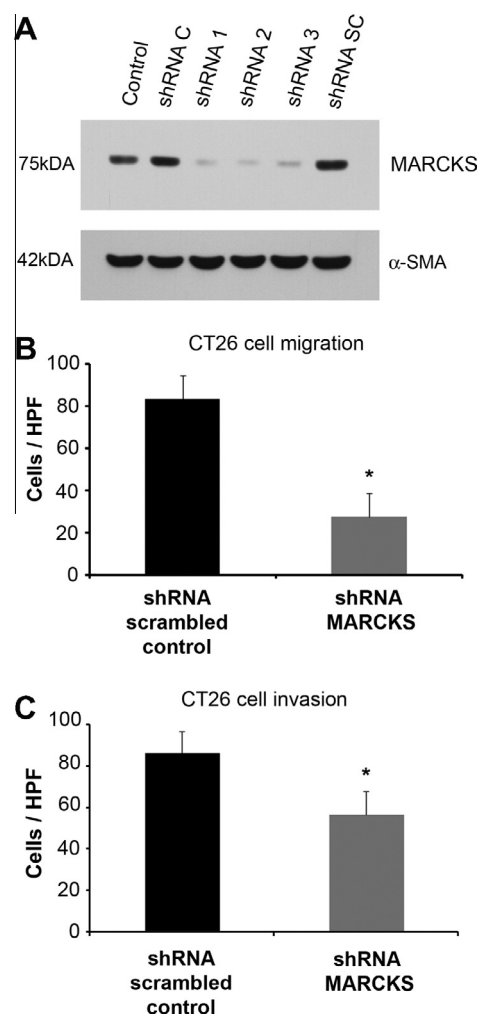 A
Control
shRNA C
shRNA 1
shRNA 2
shRNA 3
shRNA SC
75kDA
MARCKS
42kDA
α-SMA
B
CT26 cell migration
Cells / HPF
100
80
60
40
20
0
*
shRNA
scrambled
control
shRNA
MARCKS
C
CT26 cell invasion
Cells / HPF
100
80
60
40
20
0
*
shRNA
scrambled
control
shRNA
MARCKS